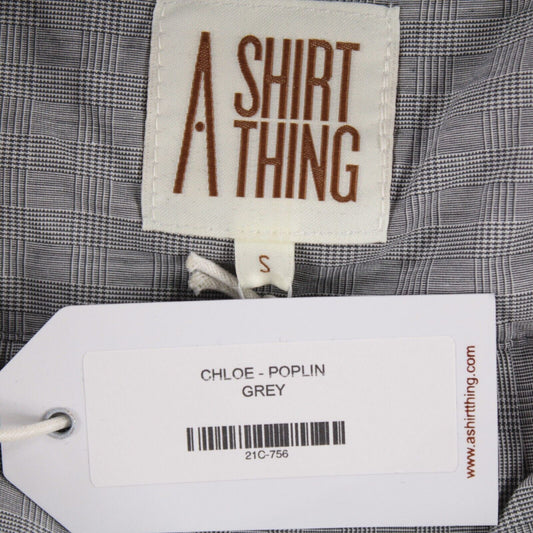 A SHIRT
THING
S
CHLOE - POPLIN
GREY
21C-756
www.ashirtthing.com